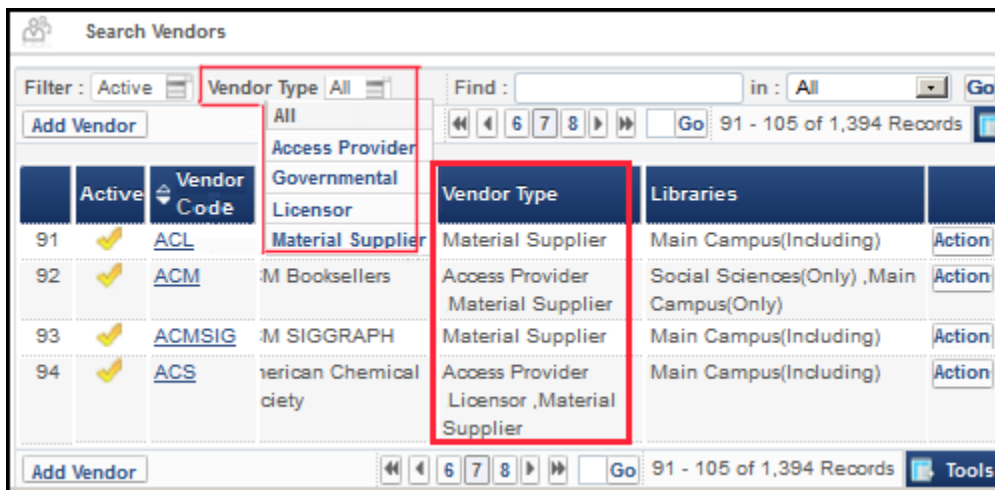 Search Vendors
Filter : Active Vendor Type All Find : in : All Go
Add Vendor All 6 7 8 Go 91 - 105 of 1,394 Records
Access Provider
Governmental
Licensor
Material Supplier
Active Vendor Code Vendor Type Libraries
91 ACL Material Supplier Main Campus(Including) Action
92 ACM M Booksellers Access Provider Social Sciences(Only) ,Main Action
Material Supplier Campus(Only)
93 ACMSIG M SIGGRAPH Material Supplier Main Campus(Including) Action
94 ACS erican Chemical Access Provider Main Campus(Including) Action
ciety Licensor ,Material
Supplier
Add Vendor 6 7 8 Go 91 - 105 of 1,394 Records Tools